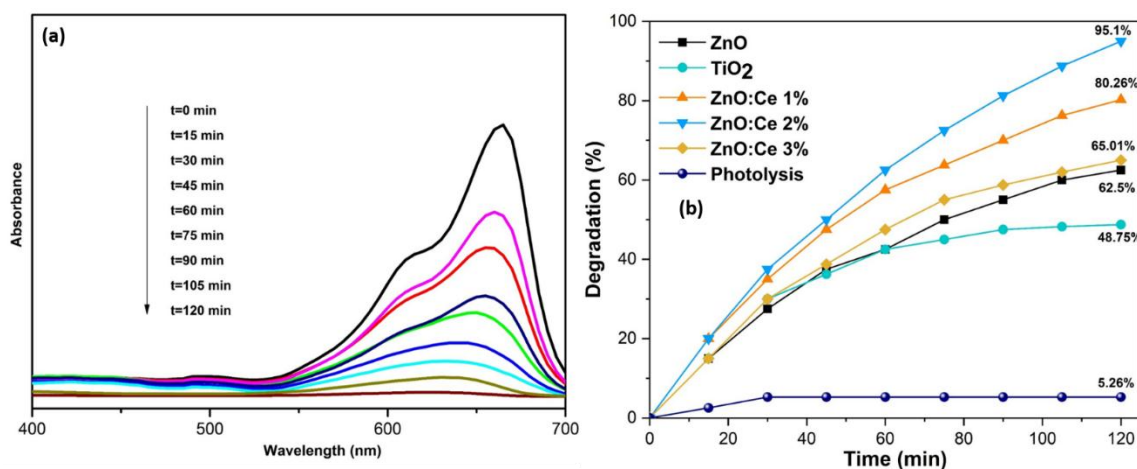 (a)
t=0 min
t=15 min
t=30 min
t=45 min
t=60 min
t=75 min
t=90 min
t=105 min
t=120 min
Absorbance
400
500
600
700
Wavelength (nm)
(b)
ZnO
TiO2
ZnO:Ce 1%
ZnO:Ce 2%
ZnO:Ce 3%
Photolysis
95.1%
80.26%
65.01%
62.5%
48.75%
5.26%
Degradation (%)
100
80
60
40
20
0
0 20 40 60 80 100 120
Time (min)